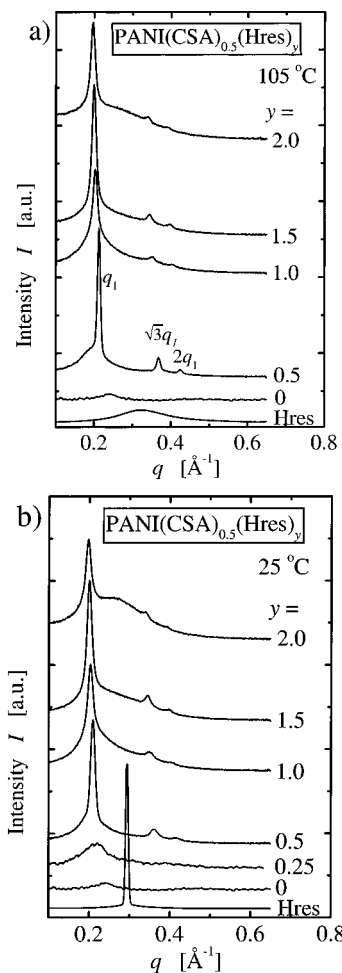 a)
PANI(CSA)0.5(Hres)y
105 °C
y =
2.0
1.5
1.0
q1
√3q1
2q1
0.5
0
Hres
Intensity I [a.u.]
0.2 0.4 0.6 0.8
q [Å-1]
b)
PANI(CSA)0.5(Hres)y
25 °C
y =
2.0
1.5
1.0
0.5
0.25
0
Hres
Intensity I [a.u.]
0.2 0.4 0.6 0.8
q [Å-1]